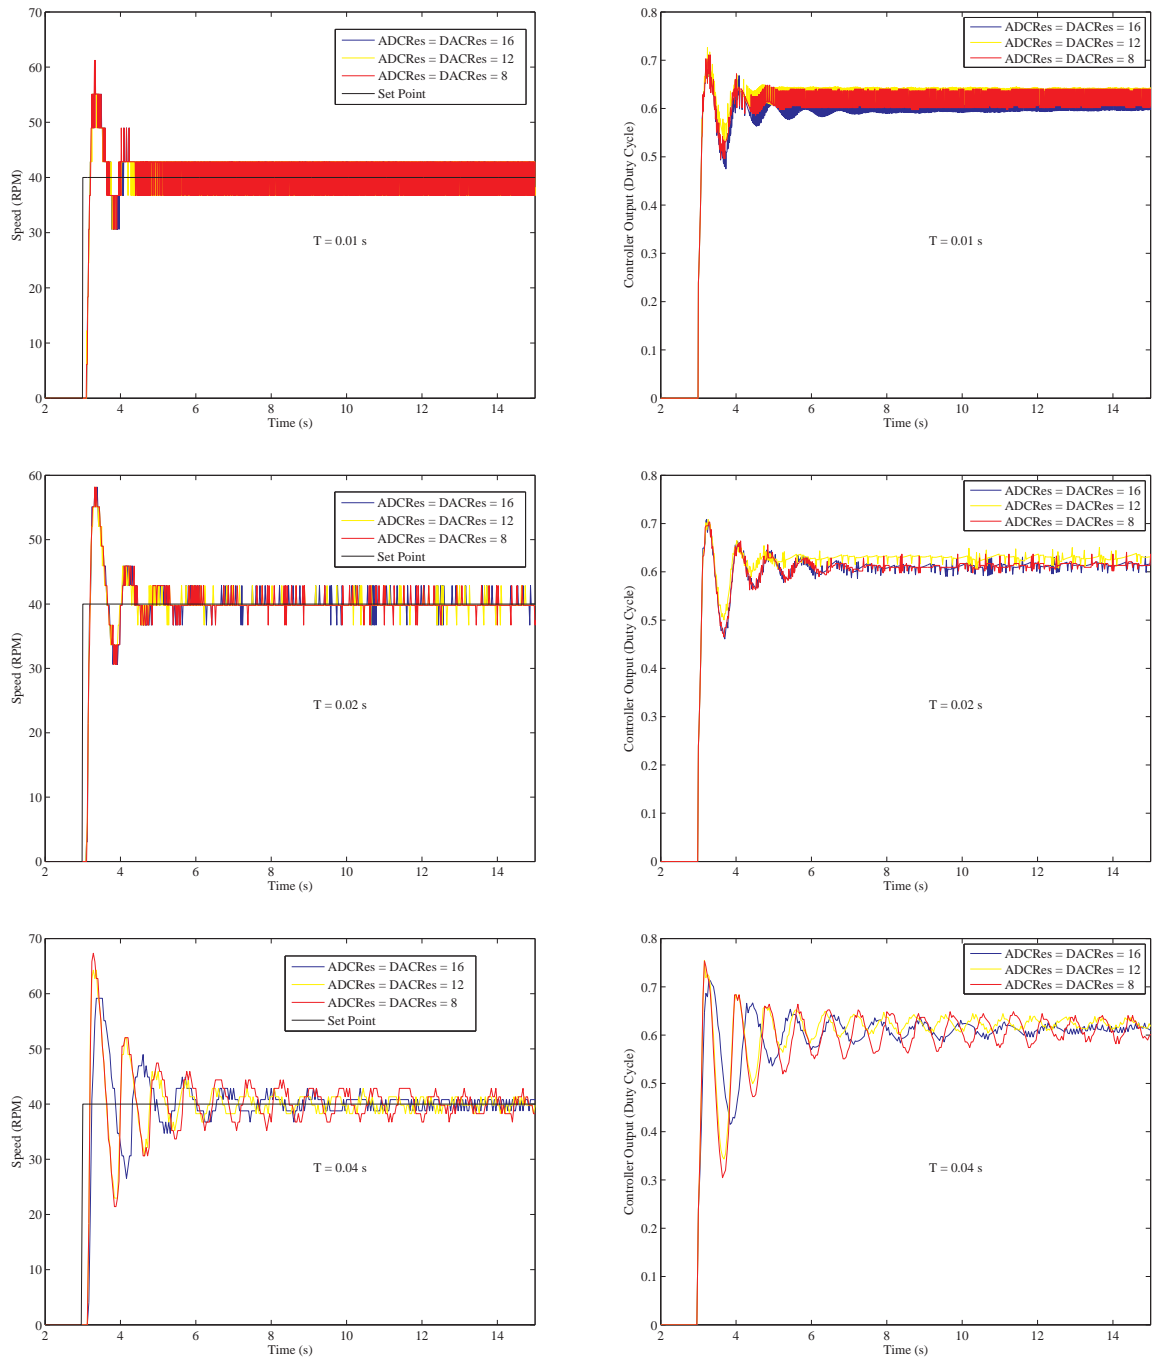 70
60
50
40
30
20
10
0
Speed (RPM)
ADCRes = DACRes = 16
ADCRes = DACRes = 12
ADCRes = DACRes = 8
Set Point
T = 0.01 s
2 4 6 8 10 12 14
Time (s)
0.8
0.7
0.6
0.5
0.4
0.3
0.2
0.1
0
Controller Output (Duty Cycle)
ADCRes = DACRes = 16
ADCRes = DACRes = 12
ADCRes = DACRes = 8
T = 0.01 s
2 4 6 8 10 12 14
Time (s)
60
50
40
30
20
10
0
Speed (RPM)
ADCRes = DACRes = 16
ADCRes = DACRes = 12
ADCRes = DACRes = 8
Set Point
T = 0.02 s
2 4 6 8 10 12 14
Time (s)
0.8
0.7
0.6
0.5
0.4
0.3
0.2
0.1
0
Controller Output (Duty Cycle)
ADCRes = DACRes = 16
ADCRes = DACRes = 12
ADCRes = DACRes = 8
T = 0.02 s
2 4 6 8 10 12 14
Time (s)
70
60
50
40
30
20
10
0
Speed (RPM)
ADCRes = DACRes = 16
ADCRes = DACRes = 12
ADCRes = DACRes = 8
Set Point
T = 0.04 s
2 4 6 8 10 12 14
Time (s)
0.8
0.7
0.6
0.5
0.4
0.3
0.2
0.1
0
Controller Output (Duty Cycle)
ADCRes = DACRes = 16
ADCRes = DACRes = 12
ADCRes = DACRes = 8
T = 0.04 s
2 4 6 8 10 12 14
Time (s)